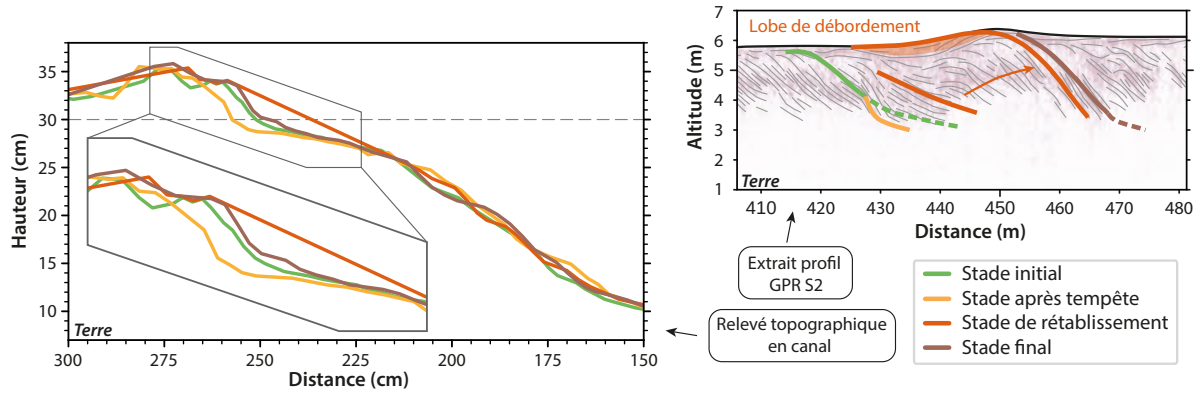 Hauteur (cm)
35
30
25
20
15
10
Terre
300
275
250
225
200
175
150
Distance (cm)
Lobe de débordement
Altitude (m)
7
6
5
4
3
2
1
Terre
410
420
430
440
450
460
470
480
Distance (m)
Extrait profil
GPR S2
Relevé topographique
en canal
Stade initial
Stade après tempête
Stade de rétablissement
Stade final